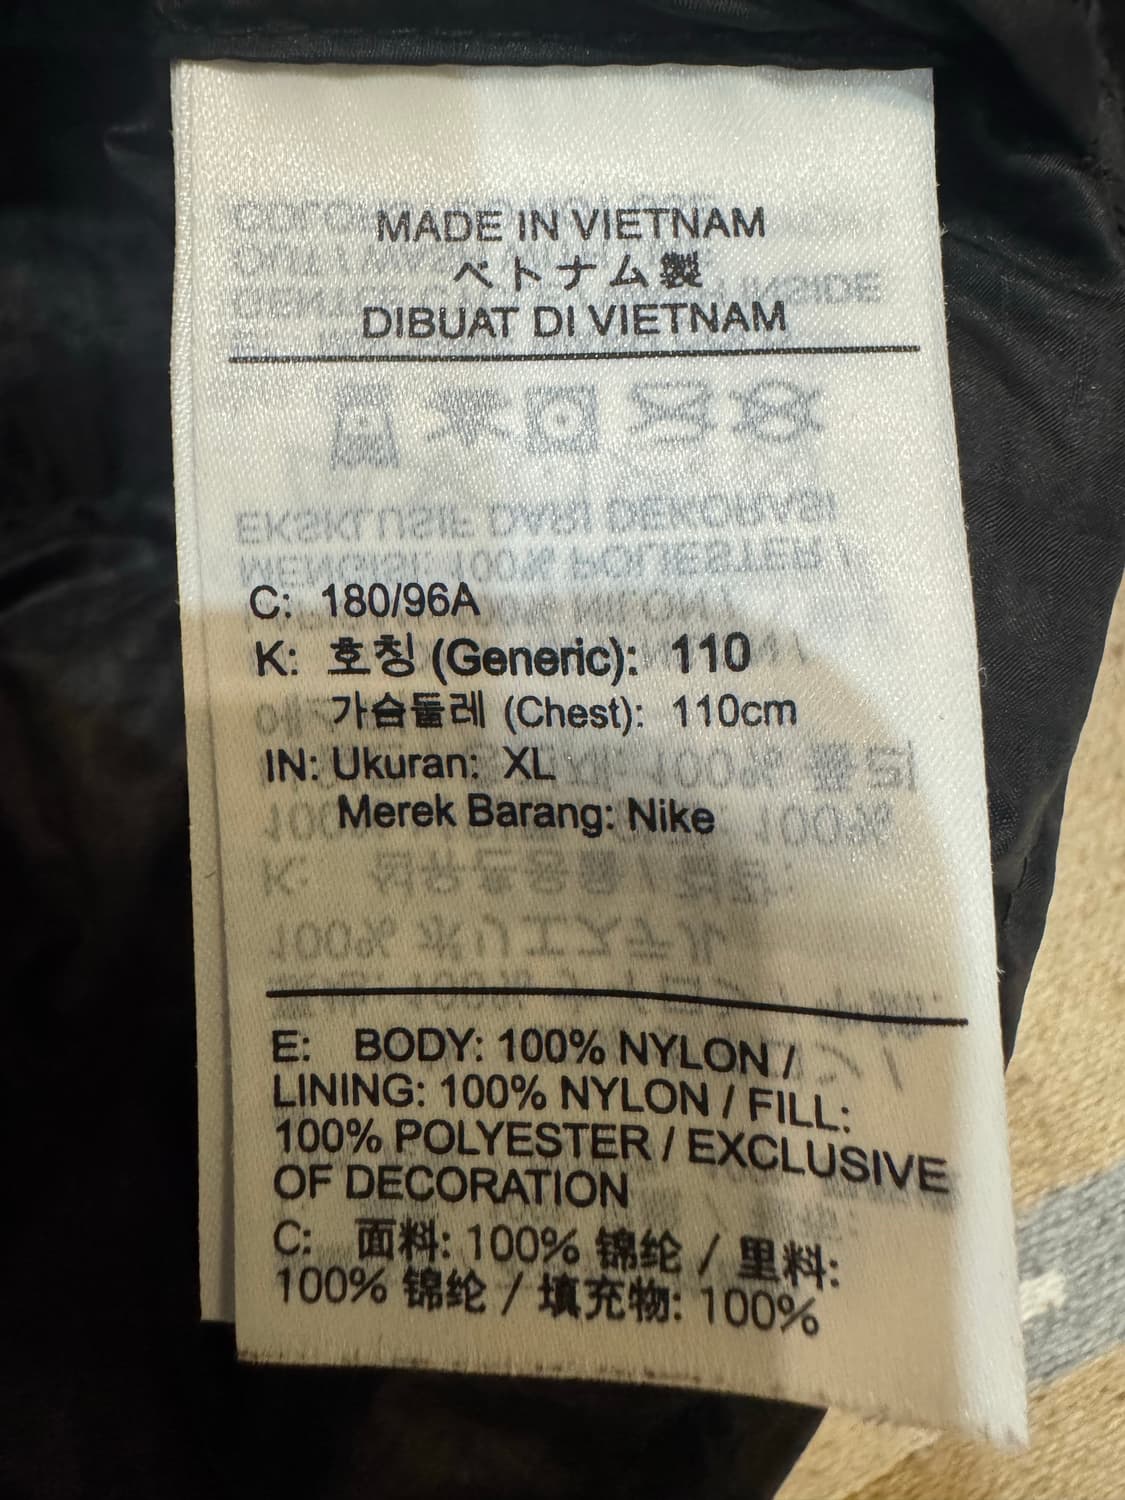 MADE IN VIETNAM
ベトナム製
DIBUAT DI VIETNAM
C: 180/96A
K: 호칭 (Generic): 110
가슴둘레 (Chest): 110cm
IN: Ukuran: XL
Merek Barang: Nike
E: BODY: 100% NYLON /
LINING: 100% NYLON / FILL:
100% POLYESTER / EXCLUSIVE
OF DECORATION
C: 面料: 100% 锦纶 / 里料:
100% 锦纶 / 填充物: 100%